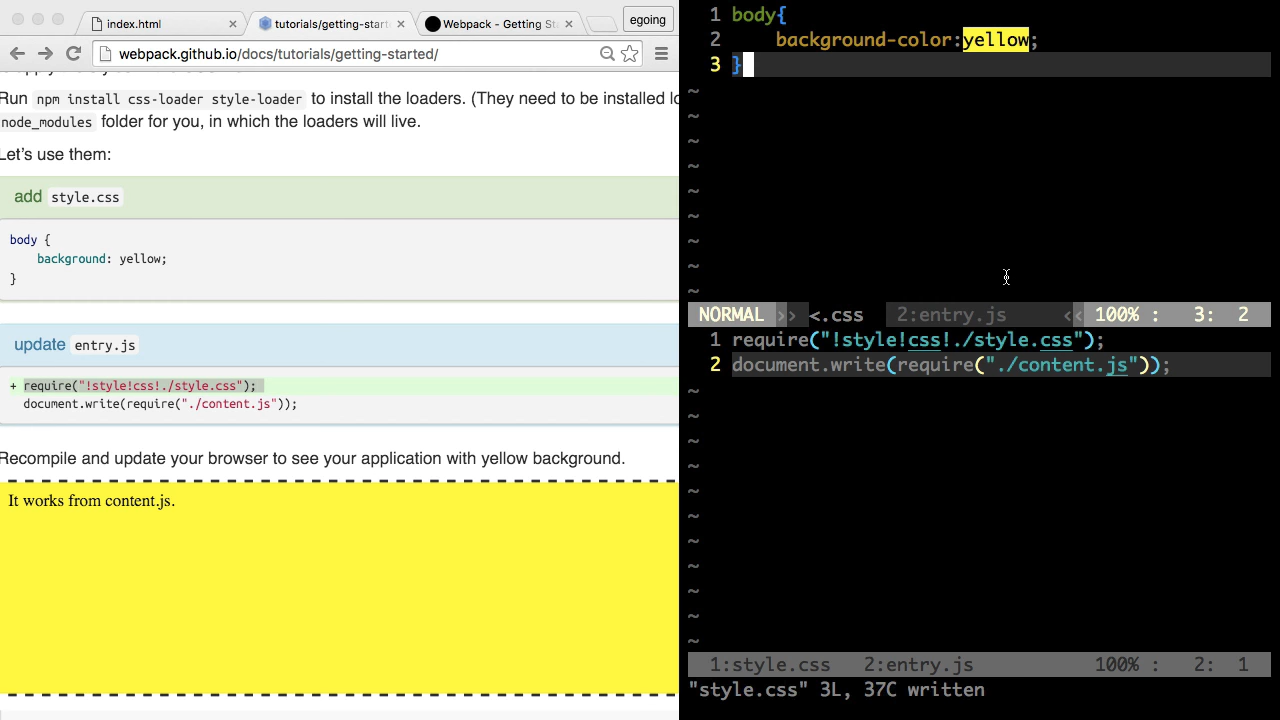 index.html
tutorials/getting-start
Webpack - Getting St
egoing
webpack.github.io/docs/tutorials/getting-started/
Run npm install css-loader style-loader to install the loaders. (They need to be installed
node_modules folder for you, in which the loaders will live.
Let's use them:
add style.css
body {
background: yellow;
}
update entry.js
+ require("!style!css!./style.css");
document.write(require("./content.js"));
Recompile and update your browser to see your application with yellow background.
It works from content.js.
1 body{
2 background-color:yellow;
3 }
~
~
~
~
~
~
~
~
~
NORMAL >> <.css 2:entry.js << 100% : 3: 2
1 require("!style!css!./style.css");
2 document.write(require("./content.js"));
~
~
~
~
~
~
~
~
~
~
~
1:style.css 2:entry.js 100% : 2: 1
"style.css" 3L, 37C written